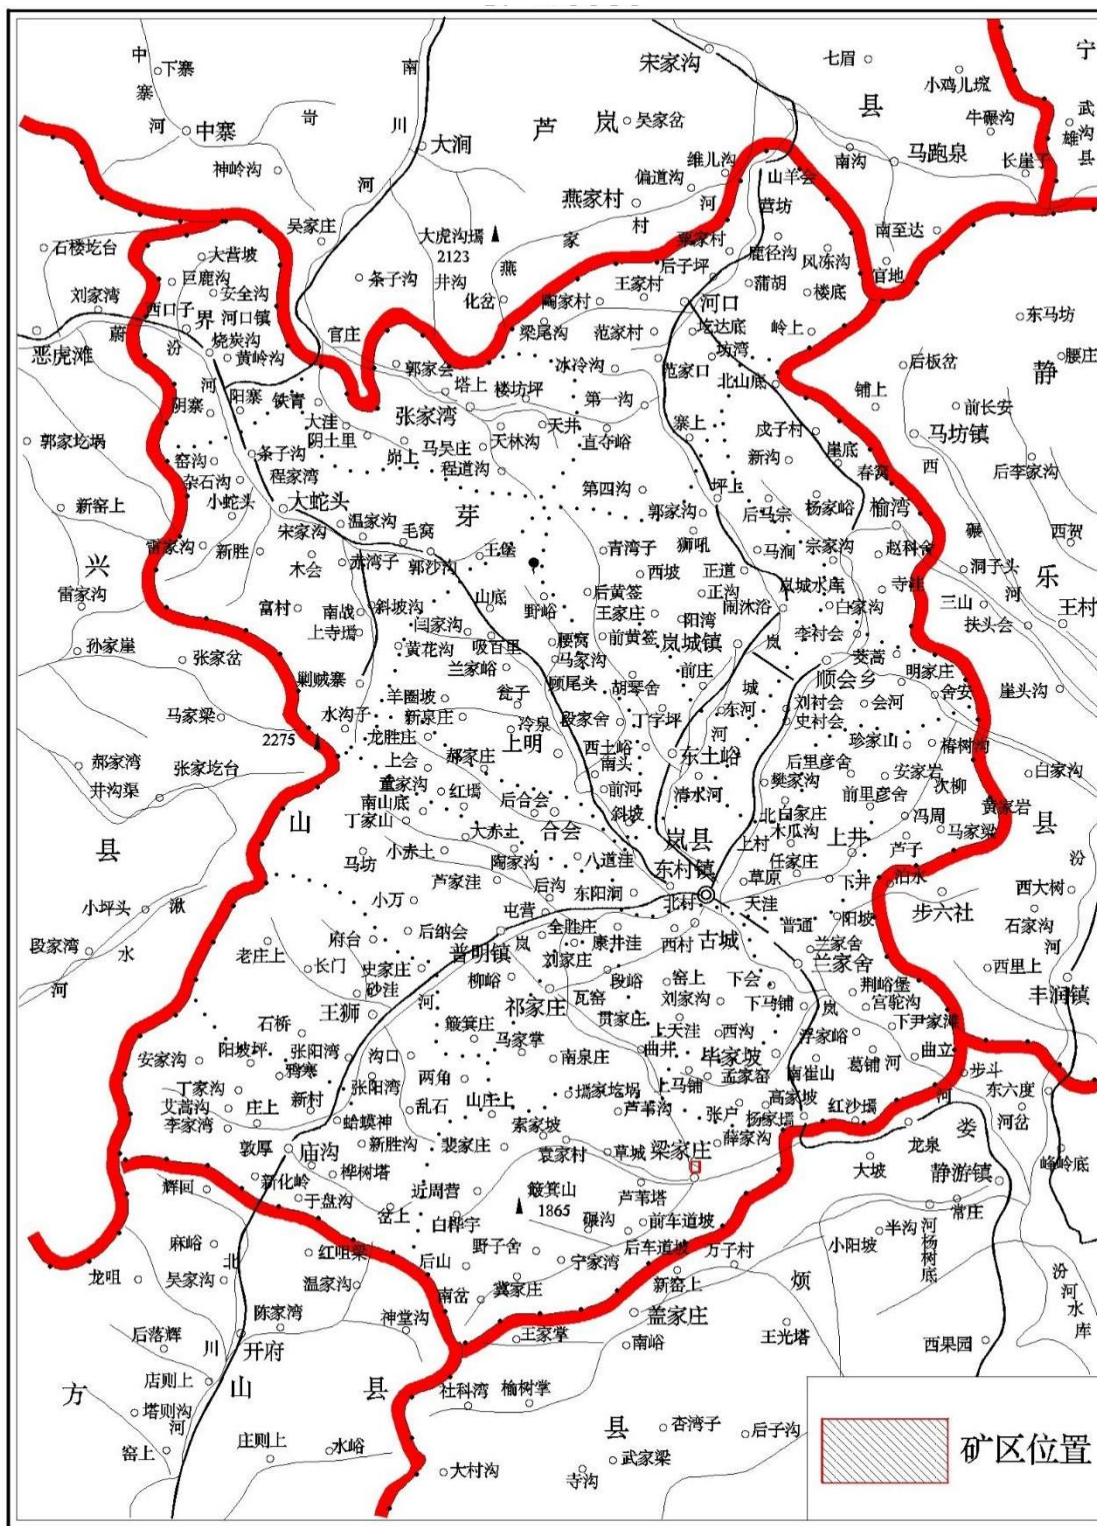 宋家沟
七眉
宁
中
下寨
南
小鸡儿㙩
县
寨
岢
川
芦
岚
吴家岔
牛碾沟
武
沟
雄
县
河
中寨
大涧
维儿沟
南沟
马跑泉
长崖子
神岭沟
河
偏道沟
山羊会
燕家村
村
河
营坊
吴家庄
大虎沟塥
2123
家
粟家村
南至达
石楼圪台
大营坡
鹿径沟
风冻沟
官地
巨鹿沟
条子沟
井沟
燕
后子坪
蒲胡
楼底
刘家湾
安全沟
化岔
王家村
西口子
界
河口镇
陶家村
河口
东马坊
蔚
汾
官庄
梁尾沟
范家村
圪达底
岭上
恶虎滩
烧炭沟
黄岭沟
坊湾
后板岔
腰庄
郭家会
冰冷沟
范家口
静
河
塔上
楼坊坪
北山底
铺上
阴寨
阳寨
铁青
第一沟
前长安
大洼
张家湾
天井
寨上
戍子村
马坊镇
郭家圪埚
阴土里
马吴庄
天林沟
直夺峪
崖底
窑沟
条子沟
峁上
程道沟
新沟
春窝
西
后李家沟
杂石沟
程家湾
第四沟
坪上
新窑上
小蛇头
大蛇头
芽
郭家沟
后马宗
杨家峪
榆湾
碾
西贺
宋家沟
温家沟
毛窝
王堡
青湾子
狮吼
马涧
宗家沟
赵科舍
雷家沟
新胜
木会
赤湾子
郭沙沟
西坡
正道
岚城水库
寺洼
洞子头
兴
乐
雷家沟
富村
南战
斜坡沟
山底
野峪
后黄签
正沟
闹沐浴
白家沟
三山
河
王村
上寺塥
闫家沟
王家庄
阳湾
岚
李衬会
扶头会
孙家崖
张家岔
黄花沟
吸百里
腰窝
前黄签
岚城镇
茭蒿
剿贼寨
兰家峪
马家沟
前庄
顺会乡
明家庄
羊圈坡
顾尾头
胡琴舍
城
舍安
崖头沟
马家梁
水沟子
新泉庄
瓮子
冷泉
段家舍
丁字坪
东河
刘衬会
会河
2275
龙胜庄
上明
西土峪
河
史衬会
珍家山
椿树沟
郝家湾
张家圪台
上会
郝家庄
南头
东土峪
后里彦舍
安家岩
白家沟
井沟渠
董家沟
红塥
前河
清水河
樊家沟
次柳
南山底
后合会
斜坡
北白家庄
前里彦舍
黄家岩
县
山
丁家山
大赤土
合会
岚县
木瓜沟
冯周
马家梁
县
马坊
小赤土
陶家沟
八道洼
上村
上井
芦子
汾
东村镇
任家庄
芦家洼
后沟
东阳涧
草原
下井
泊水
西大树
小坪头
湫
小万
屯营
北村
天洼
步六社
段家湾
水
府台
后纳会
全胜庄
普通
阳坡
石家沟
普明镇
岚
康井洼
西村
古城
兰家舍
河
老庄上
长门
史家庄
刘家庄
兰家舍
西里上
河
砂洼
柳峪
段峪
窑上
下会
荆峪堡
丰润镇
王狮
河
祁家庄
瓦窑
刘家沟
下马铺
岚
宫驼沟
石桥
簸箕庄
贯家庄
上天洼
西沟
浮家峪
下尹家滩
安家沟
阳坡坪
张阳湾
沟口
马家掌
南泉庄
曲井
毕家坡
葛铺
河
曲立
鸦寒
上马铺
孟家窑
南崔山
步斗
丁家沟
张阳湾
两角
塥家圪埚
东六度
艾蒿沟
庄上
新村
乱石
山庄上
芦苇沟
张户
高家坡
红沙塥
河
河岔
李家湾
蛤蟆神
索家坡
杨家塥
娄
敦厚
庙沟
新胜沟
裴家庄
袁家村
草城
梁家庄
薛家沟
龙泉
峰岭底
桦树塔
大坡
静游镇
辉回
新化岭
近周营
簸箕山
1865
芦苇塔
于盘沟
岔上
白桦宁
碾沟
前车道坡
半沟
常庄
河
杨树底
麻峪
北
红咀梁
后山
野子舍
后车道坡
万子村
小阳坡
龙咀
吴家沟
温家沟
宁家湾
新窑上
烦
汾
河
水
库
南岔
冀家庄
陈家湾
盖家庄
后落辉
神堂沟
王家掌
南峪
王光塔
西果园
川
开府
店则上
方
山
县
社科湾
榆树掌
塔则沟
河
县
杏湾子
后子沟
窑上
庄则上
水峪
武家梁
矿区位置
大村沟
寺沟